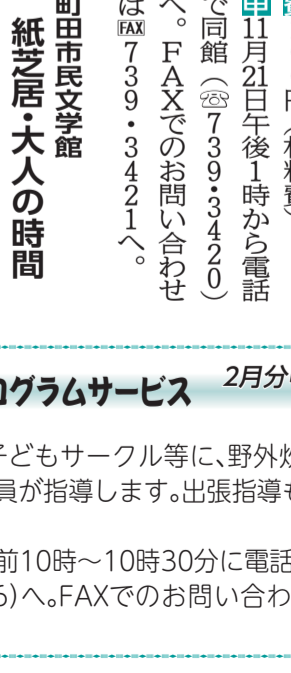 申11月21日午後1時から電話
で同館(☎739・3420)
へ。FAXでのお問い合わせ
は FAX 739・3421へ。
町田市民文学館
紙芝居・大人の時間
ログラムサービス 2月分
子どもサークル等に、野外炊
員が指導します。出張指導も
前10時〜10時30分に電話
6)へ。FAXでのお問い合わ